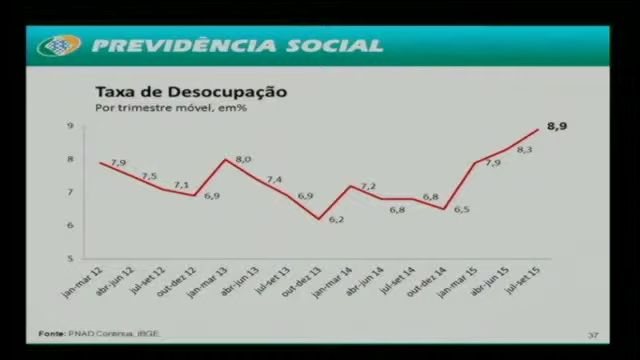 PREVIDÊNCIA SOCIAL
Taxa de Desocupação
Por trimestre móvel, em%
9
8
7
6
5
7,9
7,5
7,1
6,9
8,0
7,4
6,9
6,2
7,2
6,8
6,8
6,5
7,9
8,3
8,9
jan-mar 12
abr-jun 12
jul-set 12
out-dez 12
jan-mar 13
abr-jun 13
jul-set 13
out-dez 13
jan-mar 14
abr-jun 14
jul-set 14
out-dez 14
jan-mar 15
abr-jun 15
jul-set 15
Fonte: PNAD Contínua, IBGE.
37